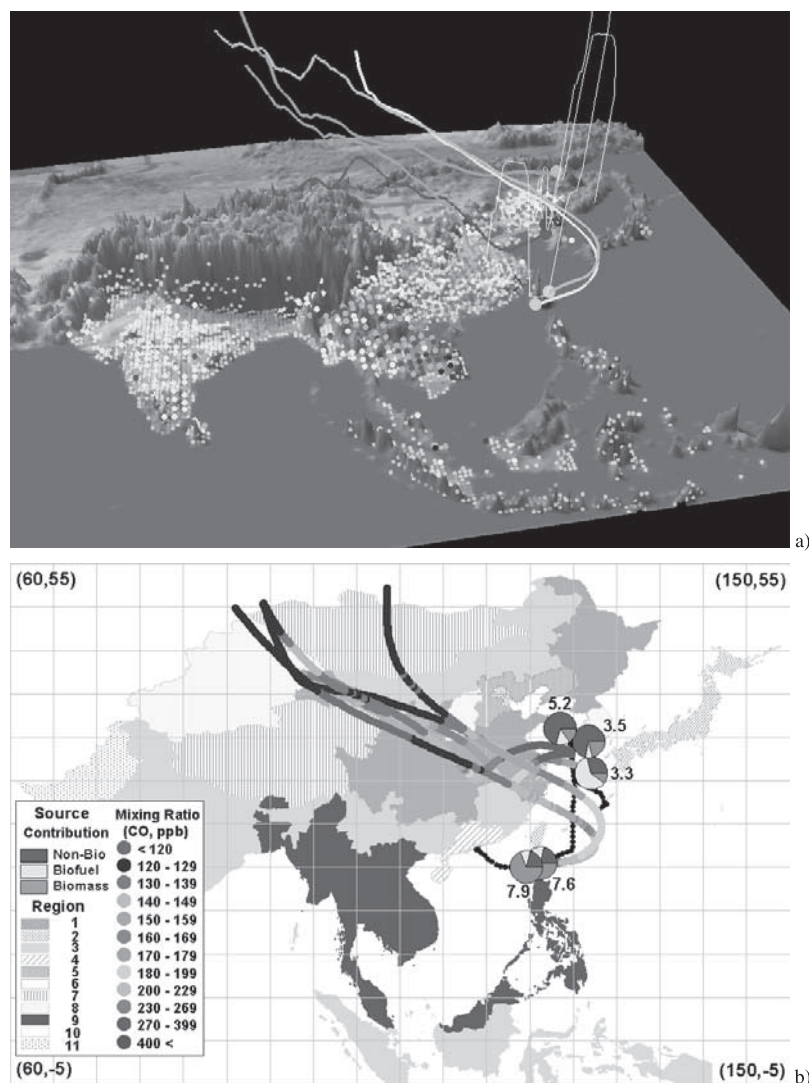 a)
(60,55)
(150,55)
5.2
3.5
3.3
7.9
7.6
Source
Contribution
Non-Bio
Biofuel
Biomass
Region
1
2
3
4
5
6
7
8
9
10
11
Mixing Ratio
(CO, ppb)
< 120
120 - 129
130 - 139
140 - 149
150 - 159
160 - 169
170 - 179
180 - 199
200 - 229
230 - 269
270 - 399
400 <
(60,-5)
(150,-5)
b)